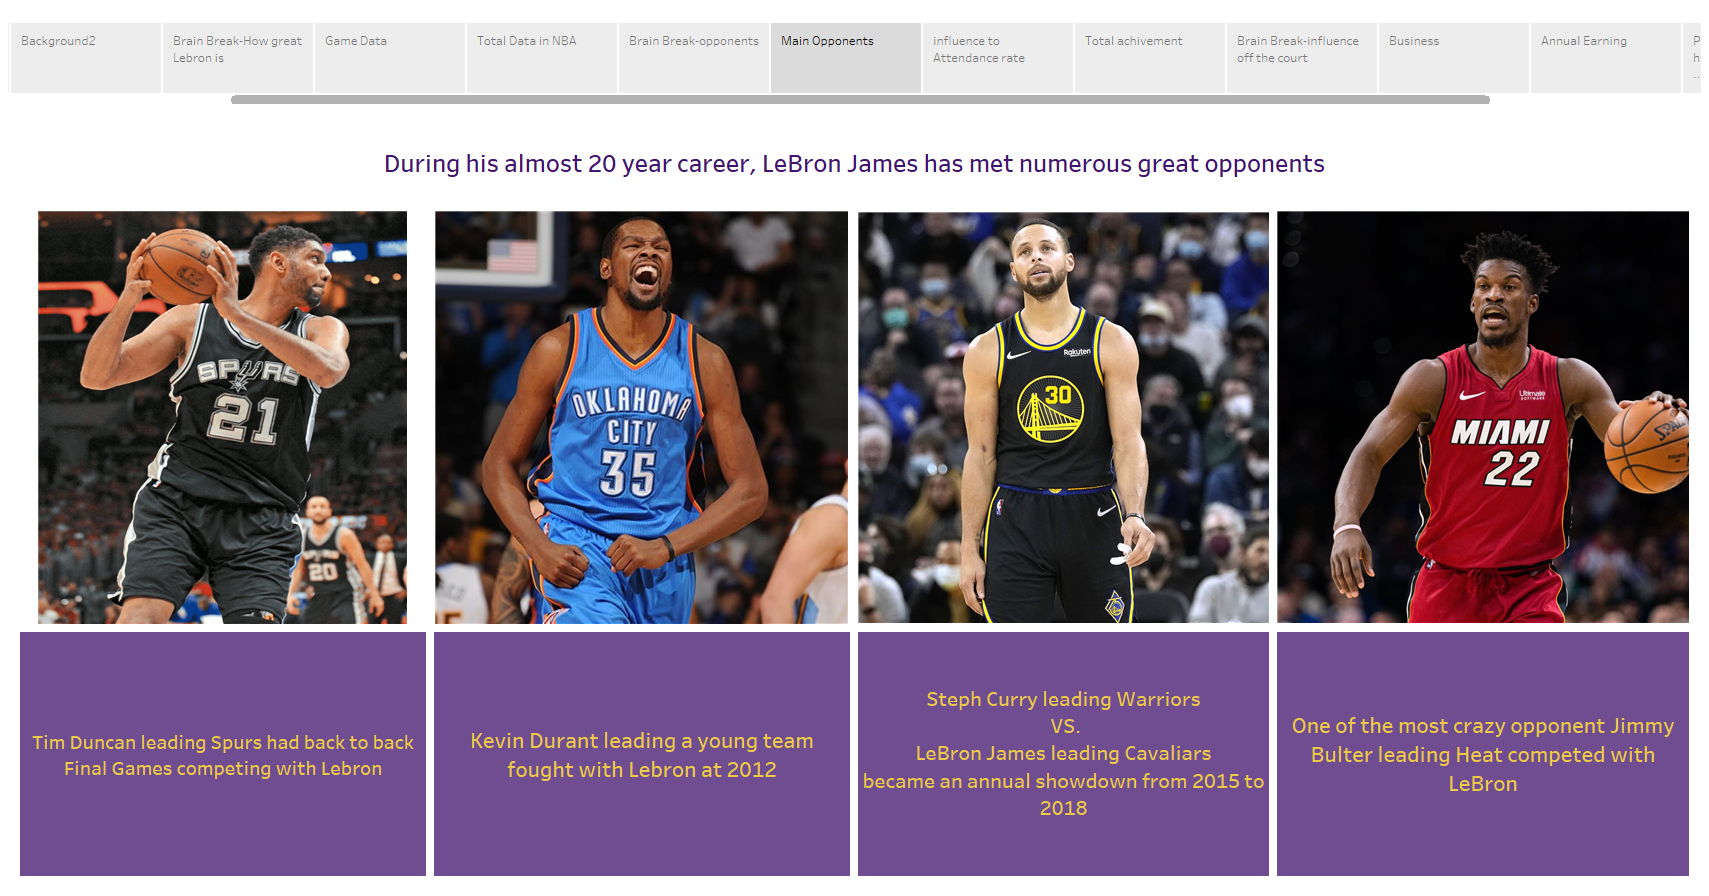 Background2
Brain Break-How great
Lebron is
Game Data
Total Data in NBA
Brain Break-opponents
Main Opponents
influence to
Attendance rate
Total achivement
Brain Break-influence
off the court
Business
Annual Earning
P
h
...
During his almost 20 year career, LeBron James has met numerous great opponents
SPURS
21
20
OKLAHOMA
CITY
35
Rakuten
30
Ultimate
SOFTWARE
MIAMI
22
SPALDING
Tim Duncan leading Spurs had back to back
Final Games competing with Lebron
Kevin Durant leading a young team
fought with Lebron at 2012
Steph Curry leading Warriors
VS.
LeBron James leading Cavaliars
became an annual showdown from 2015 to
2018
One of the most crazy opponent Jimmy
Bulter leading Heat competed with
LeBron